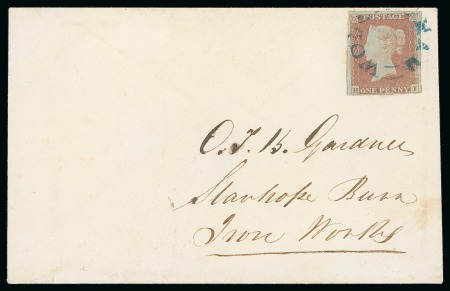 POSTAGE
ONE PENNY
O. J. B. Gardner
Stanhope Burn
Iron Works